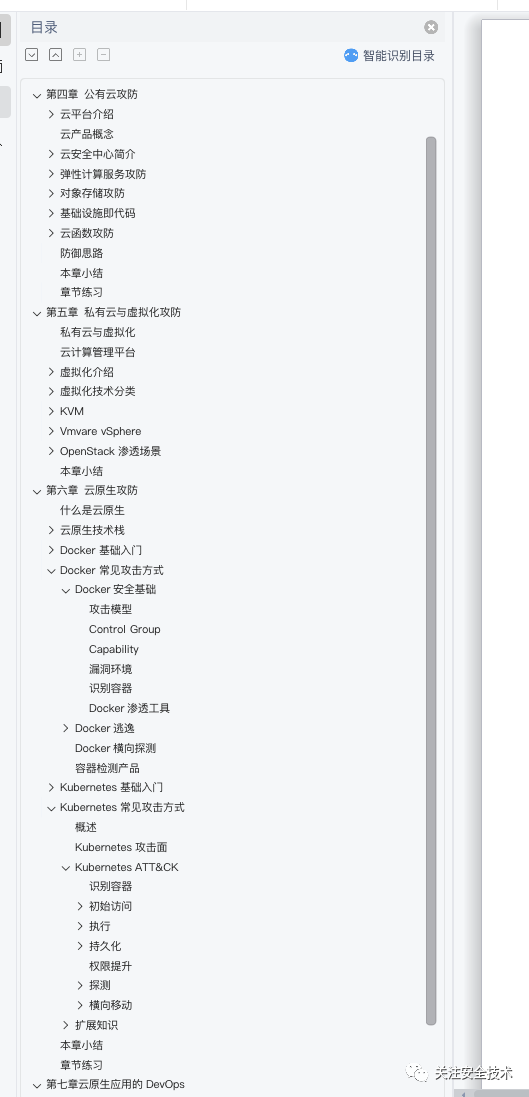 目录
智能识别目录
第四章 公有云攻防
云平台介绍
云产品概念
云安全中心简介
弹性计算服务攻防
对象存储攻防
基础设施即代码
云函数攻防
防御思路
本章小结
章节练习
第五章 私有云与虚拟化攻防
私有云与虚拟化
云计算管理平台
虚拟化介绍
虚拟化技术分类
KVM
Vmvare vSphere
OpenStack 渗透场景
本章小结
第六章 云原生攻防
什么是云原生
云原生技术栈
Docker 基础入门
Docker 常见攻击方式
Docker 安全基础
攻击模型
Control Group
Capability
漏洞环境
识别容器
Docker 渗透工具
Docker 逃逸
Docker 横向探测
容器检测产品
Kubernetes 基础入门
Kubernetes 常见攻击方式
概述
Kubernetes 攻击面
Kubernetes ATT&CK
识别容器
初始访问
执行
持久化
权限提升
探测
横向移动
扩展知识
本章小结
章节练习
第七章云原生应用的 DevOps
关注安全技术